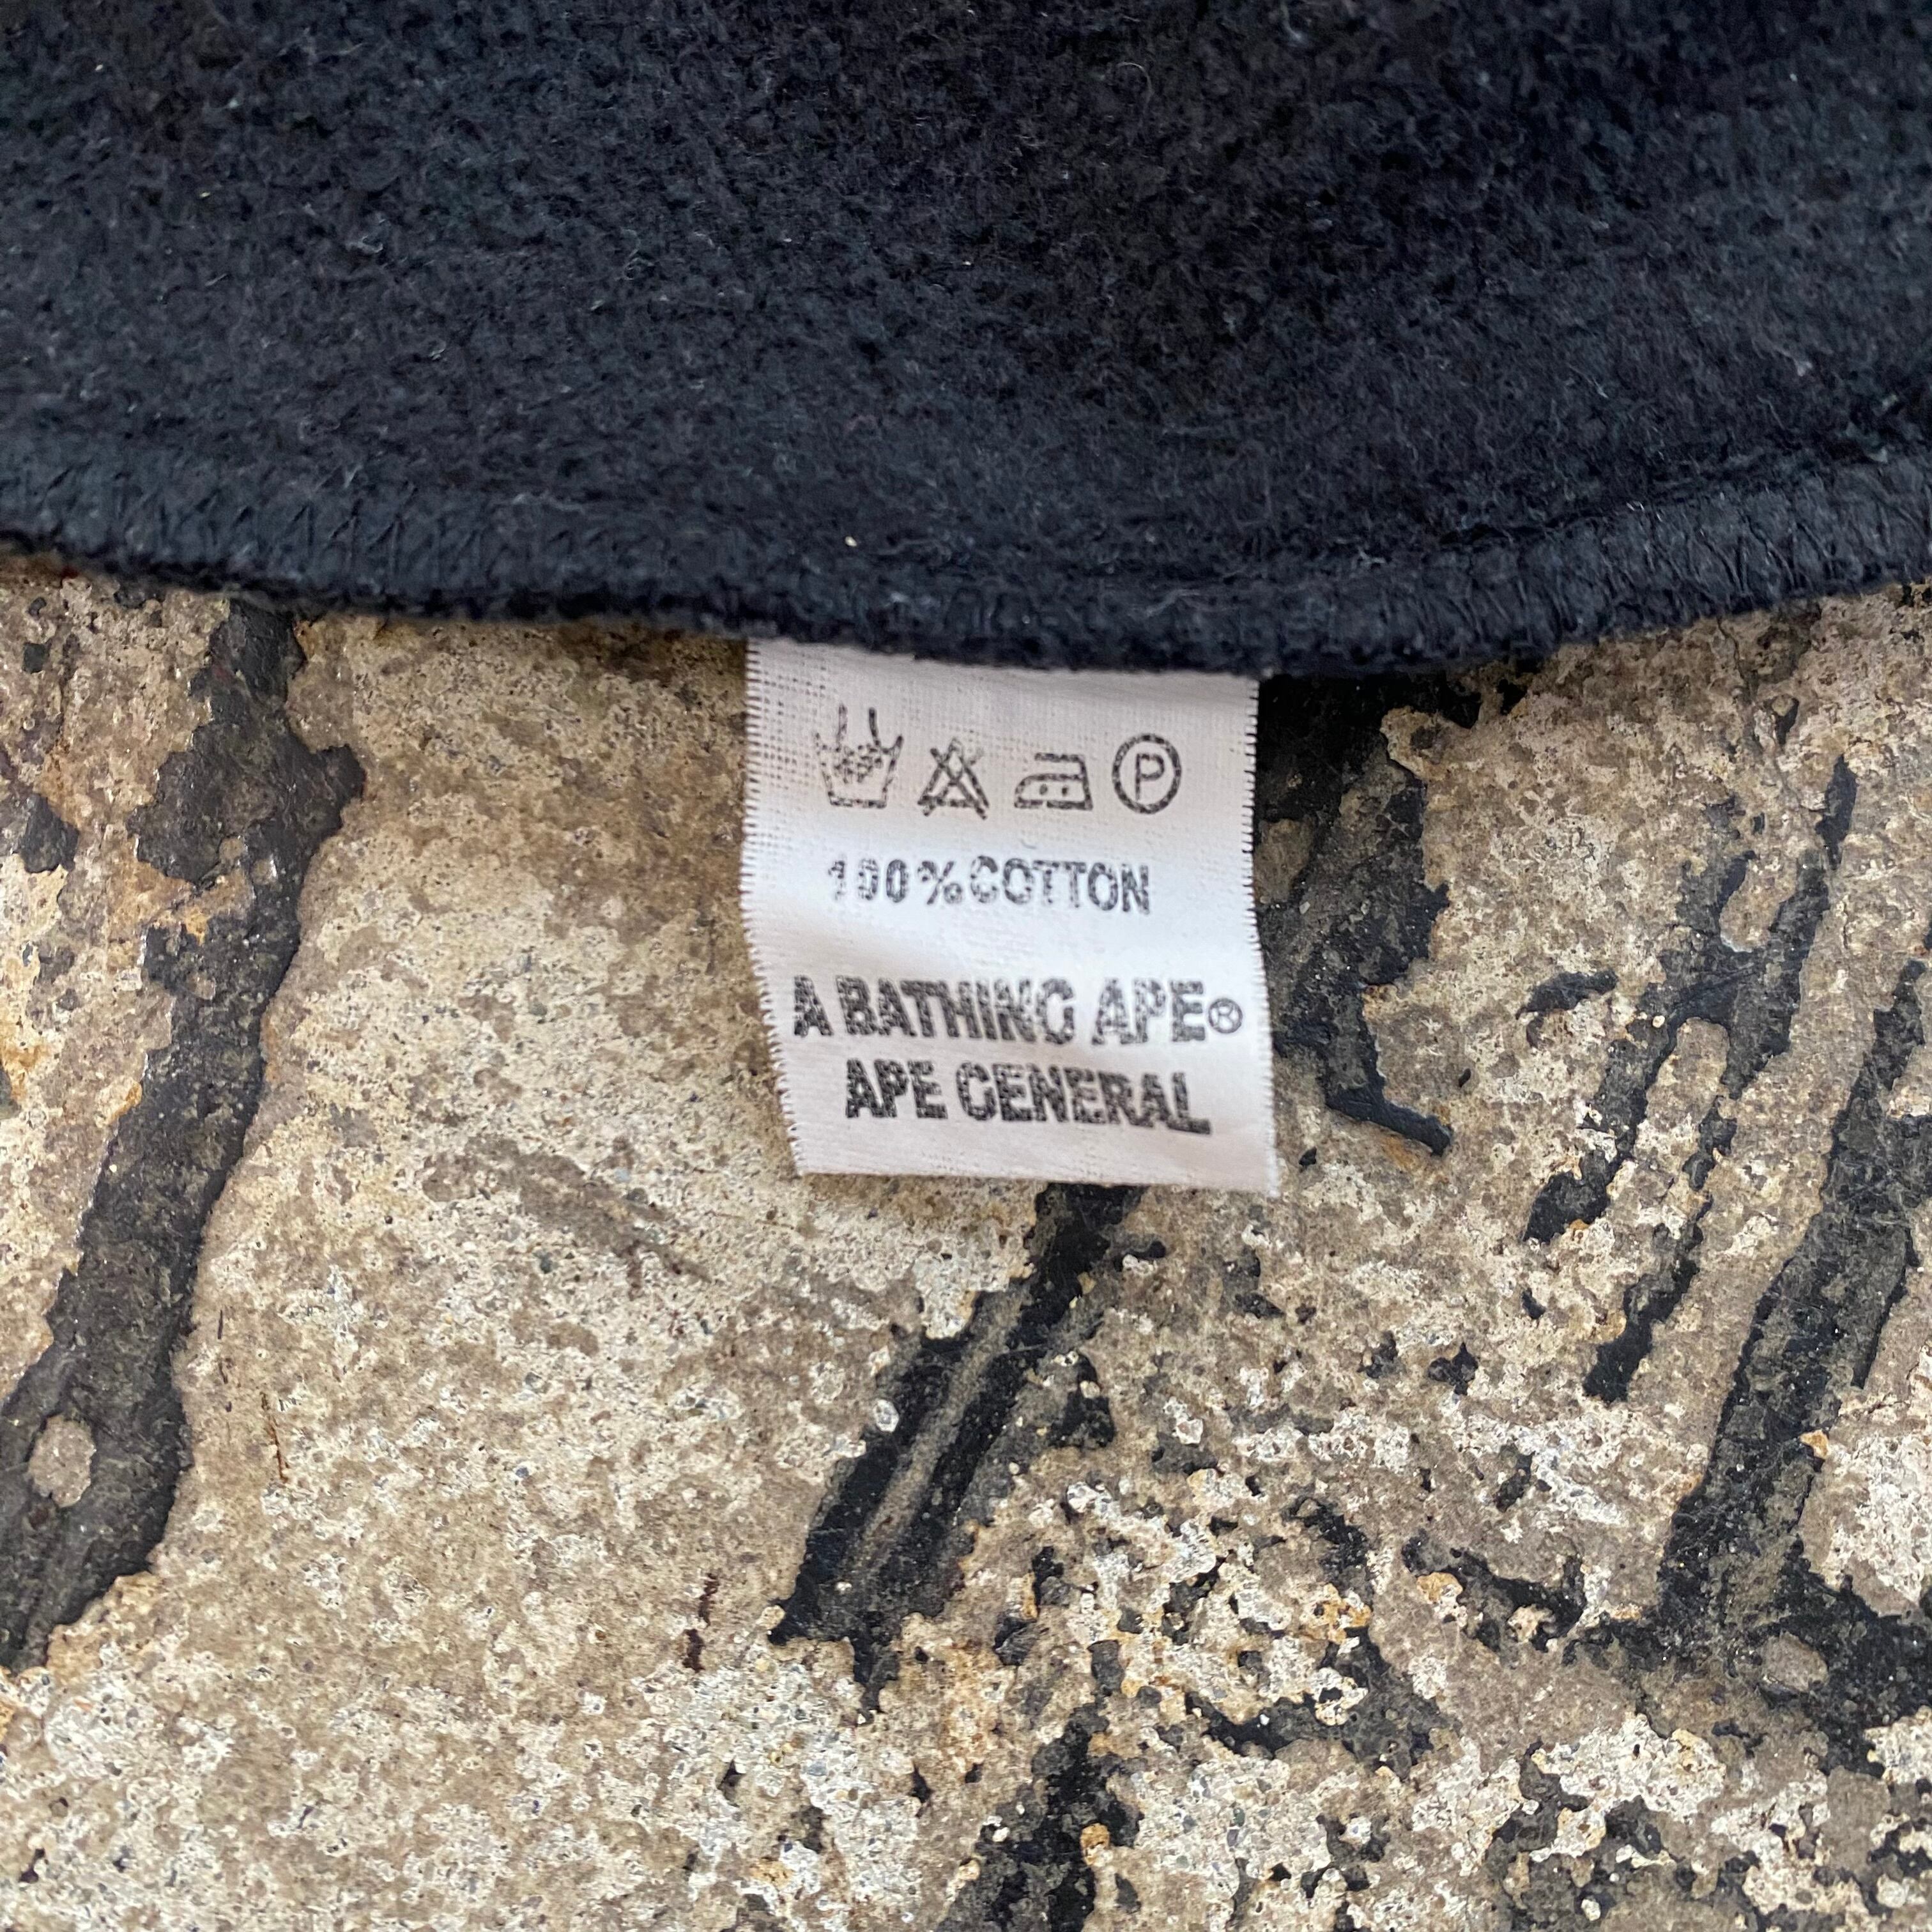 P
100% COTTON
A BATHING APE®
APE GENERAL